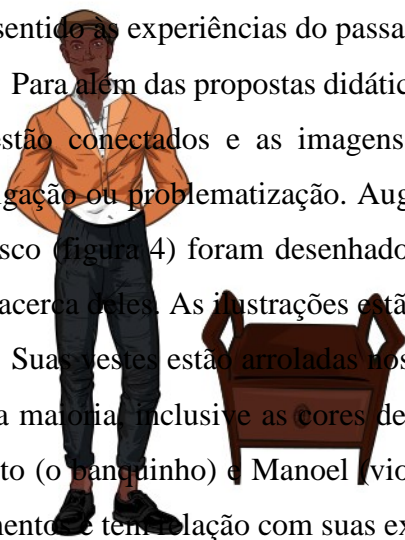 sentido às experiências do passa
Para além das propostas didátic
estão conectados e as imagens
igação ou problematização. Aug
sco (figura 4) foram desenhado
acerca deles. As ilustrações estã
Suas vestes estão arroladas nos
a maioria, inclusive as cores de
to (o banquinho) e Manoel (vio
mentos e tem relação com suas ex